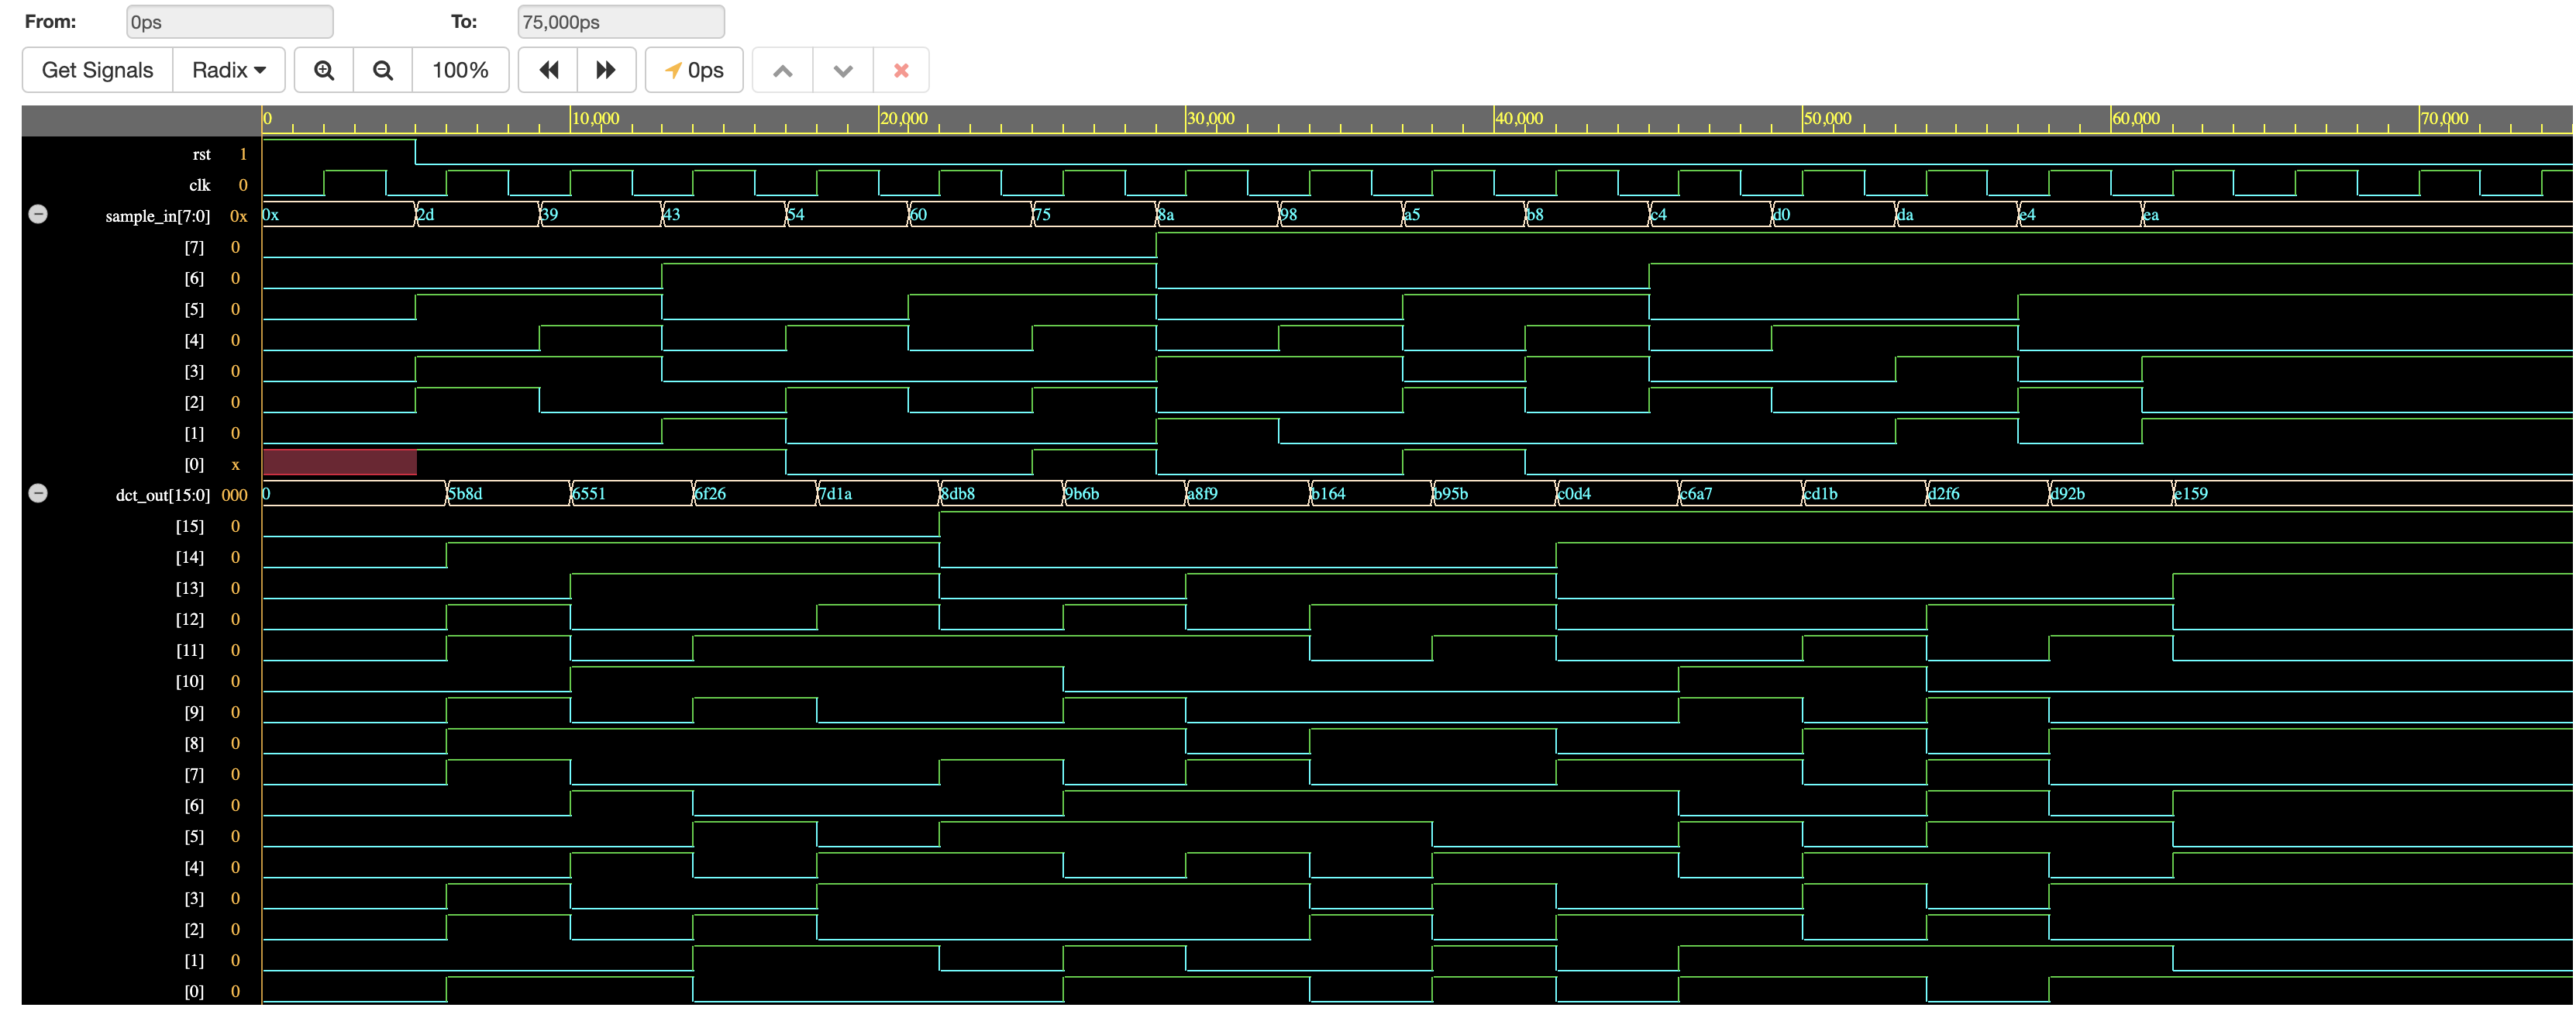 From: 0ps To: 75,000ps
Get Signals Radix 100% 0ps
0 10,000 20,000 30,000 40,000 50,000 60,000 70,000
rst 1
clk 0
sample_in[7:0] 0x 0x 2d 39 43 54 60 75 8a 98 a5 b8 c4 d0 da e4 ea
[7] 0
[6] 0
[5] 0
[4] 0
[3] 0
[2] 0
[1] 0
[0] x
dct_out[15:0] 000 0 5b8d 6551 6f26 7d1a 8db8 9b6b a8f9 b164 b95b c0d4 c6a7 cd1b d2f6 d92b e159
[15] 0
[14] 0
[13] 0
[12] 0
[11] 0
[10] 0
[9] 0
[8] 0
[7] 0
[6] 0
[5] 0
[4] 0
[3] 0
[2] 0
[1] 0
[0] 0